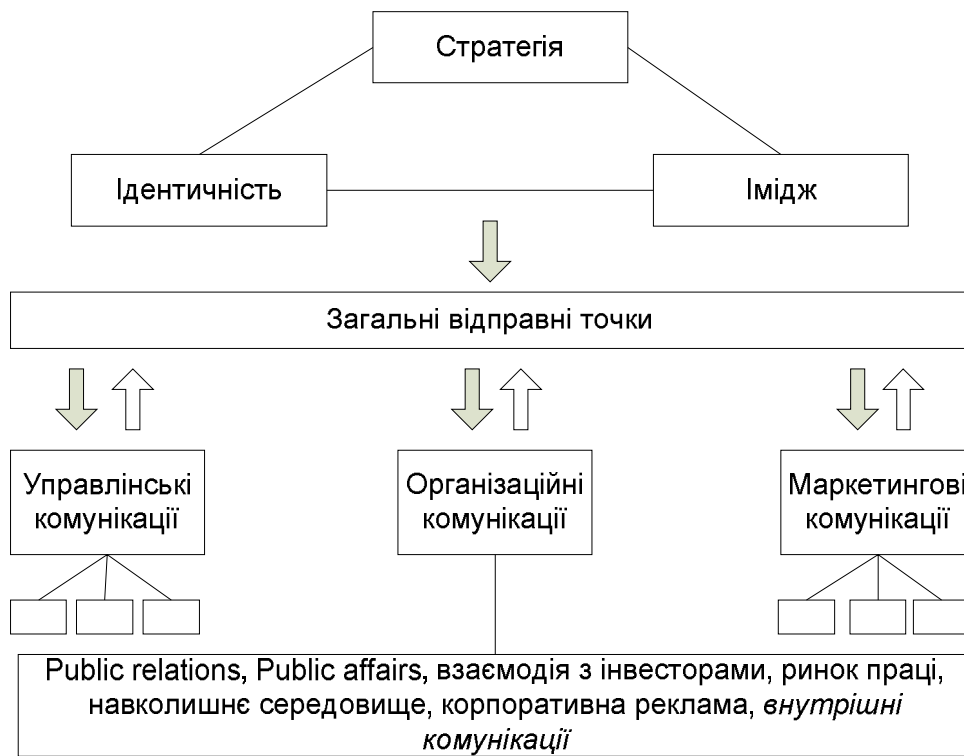 Стратегія
Ідентичність
Імідж
Загальні відправні точки
Управлінські
комунікації
Організаційні
комунікації
Маркетингові
комунікації
Public relations, Public affairs, взаємодія з інвесторами, ринок праці,
навколишнє середовище, корпоративна реклама, внутрішні
комунікації